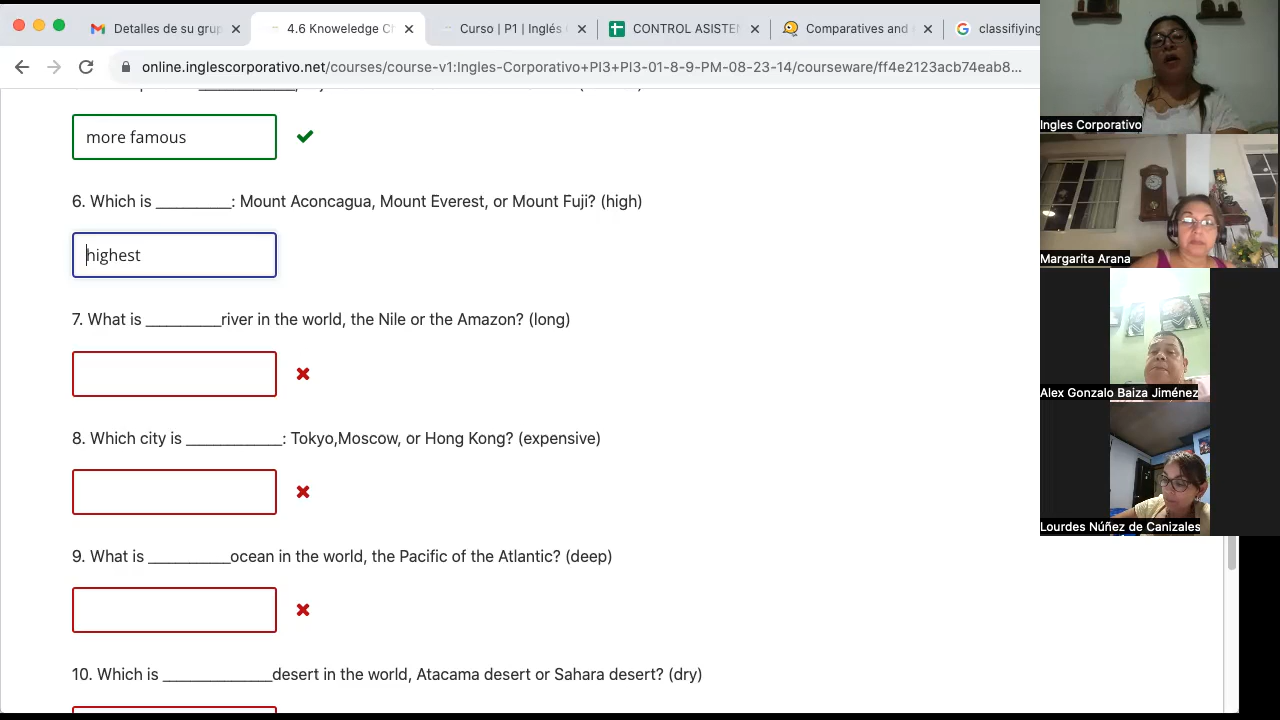 Detalles de su grup
4.6 Knoweledge Ch
Curso | P1 | Inglés
CONTROL ASISTEN
Comparatives and
classifiying
online.inglescorporativo.net/courses/course-v1:Ingles-Corporativo+PI3+PI3-01-8-9-PM-08-23-14/courseware/ff4e2123acb74eab8...
more famous
6. Which is _________: Mount Aconcagua, Mount Everest, or Mount Fuji? (high)
highest
7. What is _________river in the world, the Nile or the Amazon? (long)
8. Which city is ___________: Tokyo,Moscow, or Hong Kong? (expensive)
9. What is __________ocean in the world, the Pacific of the Atlantic? (deep)
10. Which is _____________desert in the world, Atacama desert or Sahara desert? (dry)
Ingles Corporativo
Margarita Arana
Alex Gonzalo Baiza Jiménez
Lourdes Núñez de Canizales